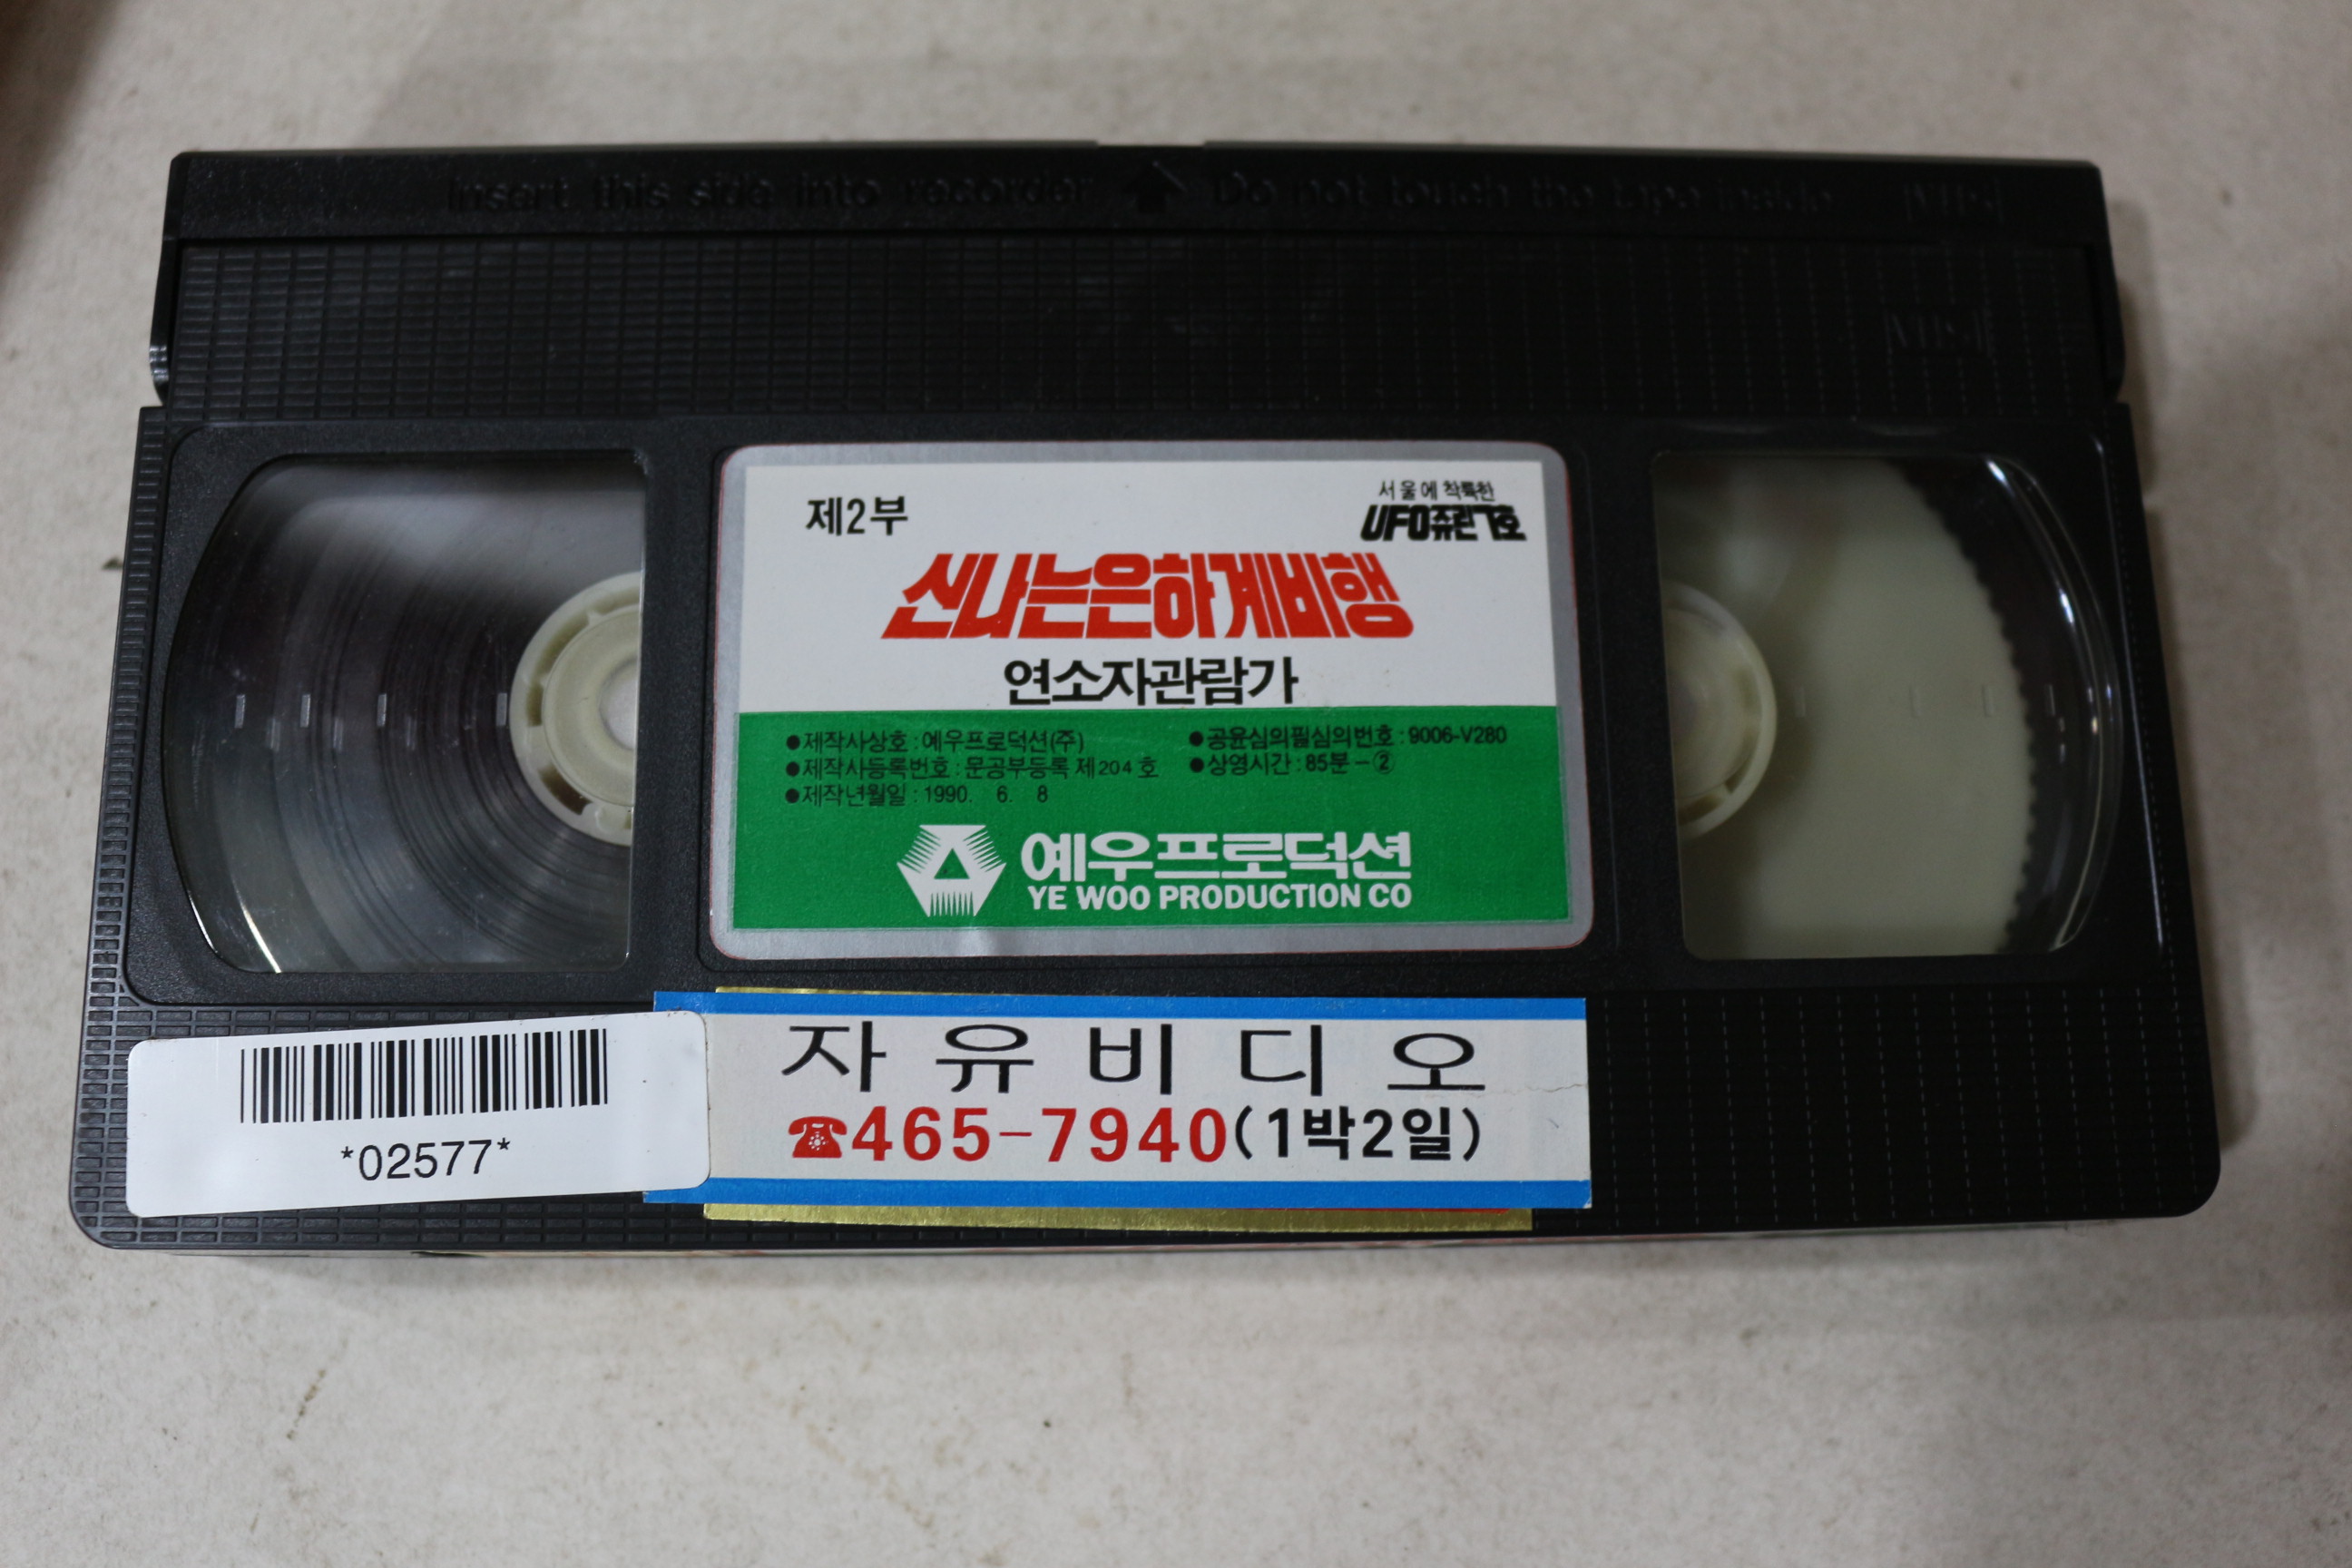 insert this side into recorder
Do not touch the tape inside
VHS
VHS
제2부
서울에 착륙한
UFO쥬린7호
신나는은하계비행
연소자관람가
●제작사상호 : 예우프로덕션(주)
●제작사등록번호 : 문공부등록 제204호
●제작년월일 : 1990. 6. 8
●공윤심의필심의번호 : 9006-V280
●상영시간 : 85분-②
예우프로덕션
YE WOO PRODUCTION CO
자유비디오
☎465-7940(1박2일)
*02577*